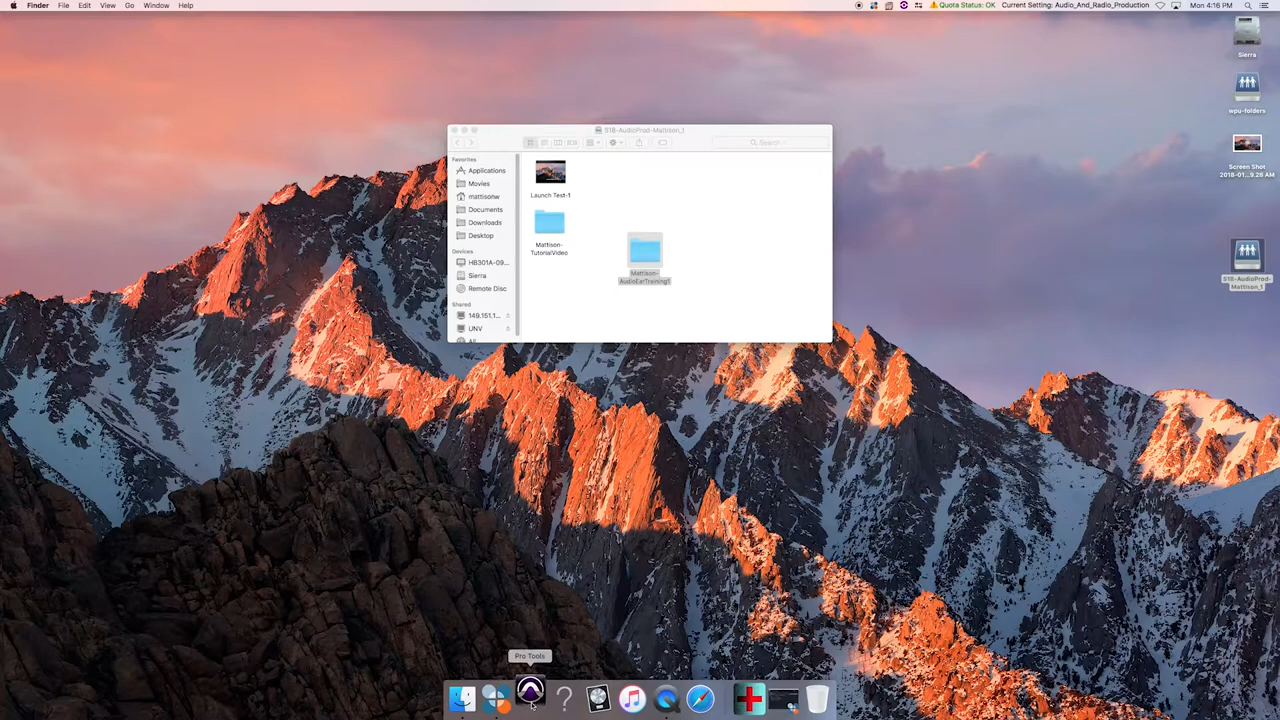 Finder File Edit View Go Window Help
Quota Status: OK Current Setting: Audio_And_Radio_Production Mon 4:16 PM
Sierra
wpu-folders
Screen Shot
2018-01...9.28 AM
518-AudioProd-
Mattison_1
518-AudioProd-Mattison_1
Search
Favorites
Applications
Movies
mattisonw
Documents
Downloads
Desktop
Devices
HB301A-09...
Sierra
Remote Disc
Shared
149.151.1...
UNV
Launch Test-1
Mattison-
TutorialVideo
Mattison-
AudioEarTraining1
Pro Tools